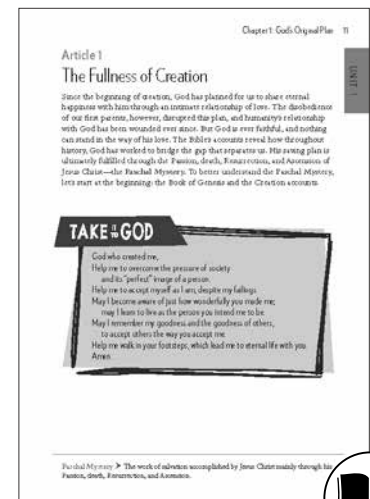 Chapter 1: God's Original Plan 11
UNIT 1
Article 1
The Fullness of Creation
Since the beginning of creation, God has planned for us to share eternal
happiness with him through an intimate relationship of love. The disobedience
of our first parents, however, disrupted this plan, and humanity's relationship
with God has been wounded ever since. But God is ever faithful, and nothing
can stand in the way of his love. The Bible's accounts reveal how throughout
history, God has worked to bridge the gap that separates us. His saving plan is
ultimately fulfilled through the Passion, death, Resurrection, and Ascension of
Jesus Christ—the Paschal Mystery. To better understand the Paschal Mystery,
let's start at the beginning: the Book of Genesis and the Creation accounts.
TAKE IT TO GOD
God who created me,
Help me to overcome the pressure of society
and its "perfect" image of a person.
Help me to accept myself as I am, despite my failings.
May I become aware of just how wonderfully you made me;
may I learn to live as the person you intend me to be.
May I remember my goodness and the goodness of others,
to accept others the way you accept me.
Help me walk in your footsteps, which lead me to eternal life with you.
Amen.
Paschal Mystery ➤ The work of salvation accomplished by Jesus Christ mainly through his
Passion, death, Resurrection, and Ascension.